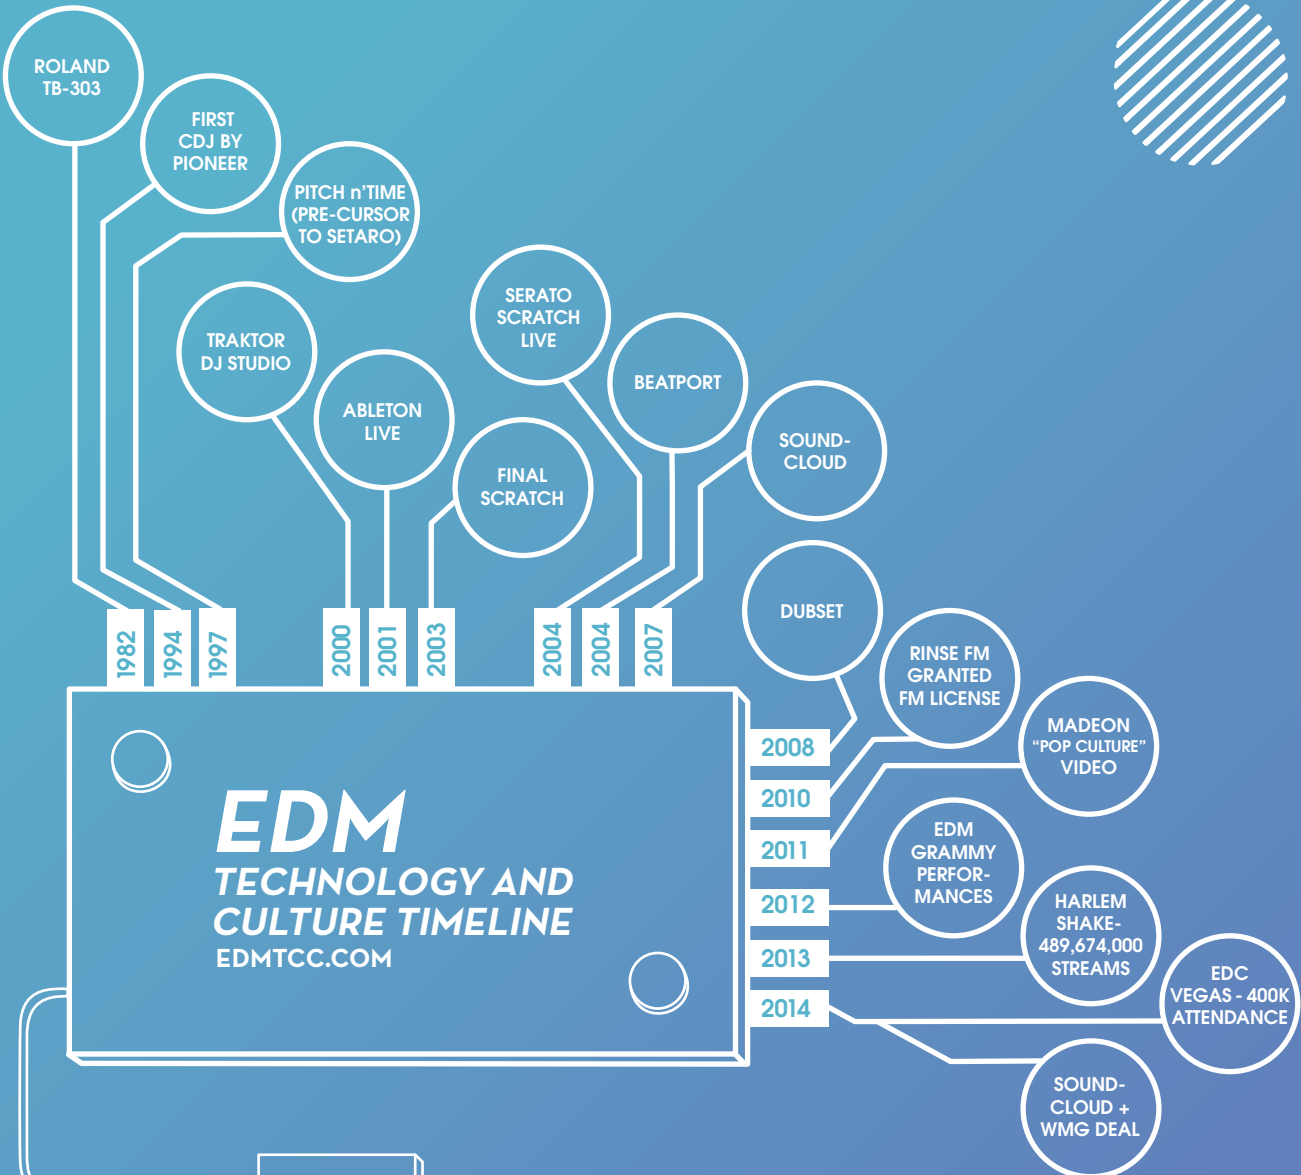 ROLAND
TB-303
FIRST
CDJ BY
PIONEER
PITCH n'TIME
(PRE-CURSOR
TO SETARO)
TRAKTOR
DJ STUDIO
ABLETON
LIVE
FINAL
SCRATCH
SERATO
SCRATCH
LIVE
BEATPORT
SOUND-
CLOUD
1982
1994
1997
2000
2001
2003
2004
2004
2007
DUBSET
RINSE FM
GRANTED
FM LICENSE
MADEON
“POP CULTURE”
VIDEO
EDM
GRAMMY
PERFOR-
MANCES
HARLEM
SHAKE-
489,674,000
STREAMS
EDC
VEGAS - 400K
ATTENDANCE
SOUND-
CLOUD +
WMG DEAL
2008
2010
2011
2012
2013
2014
EDM
TECHNOLOGY AND
CULTURE TIMELINE
EDMTCC.COM